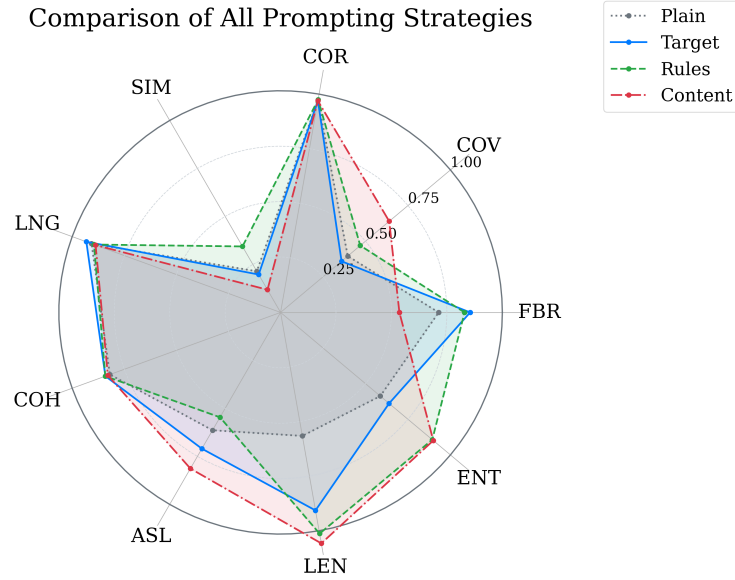 Comparison of All Prompting Strategies
Plain
Target
Rules
Content
COR
SIM
COV
1.00
0.75
0.50
0.25
LNG
FBR
COH
ENT
ASL
LEN